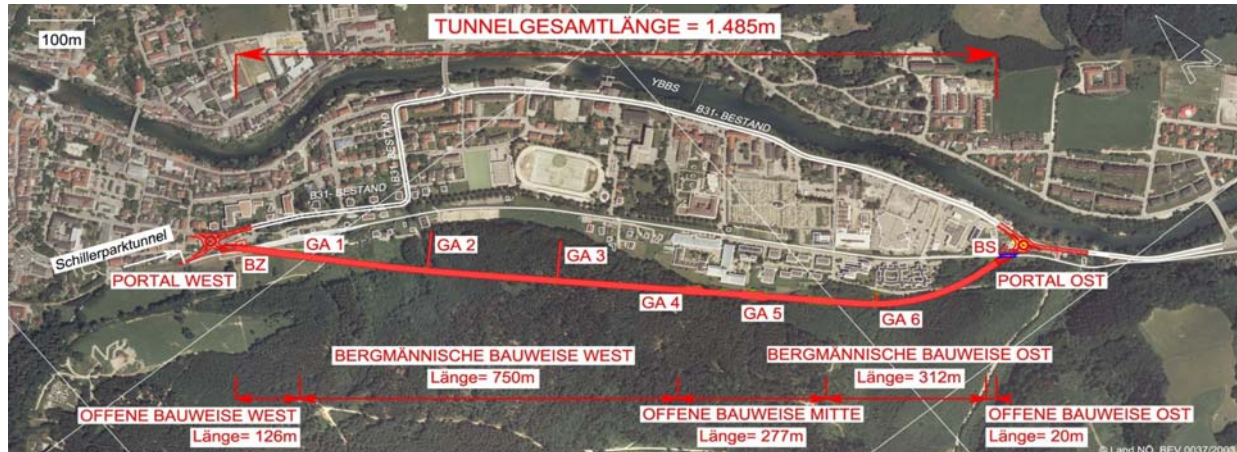 100m
TUNNELGESAMTLÄNGE = 1.485m
N
YBBS
B31- BESTAND
B31- BESTAND
B31- BESTAND
Schillerparktunnel
PORTAL WEST
BZ
GA 1
GA 2
GA 3
GA 4
GA 5
GA 6
BS
PORTAL OST
BERGMÄNNISCHE BAUWEISE WEST
Länge= 750m
BERGMÄNNISCHE BAUWEISE OST
Länge= 312m
OFFENE BAUWEISE WEST
Länge= 126m
OFFENE BAUWEISE MITTE
Länge= 277m
OFFENE BAUWEISE OST
Länge= 20m
© Land NÖ, BEV 0037/2003